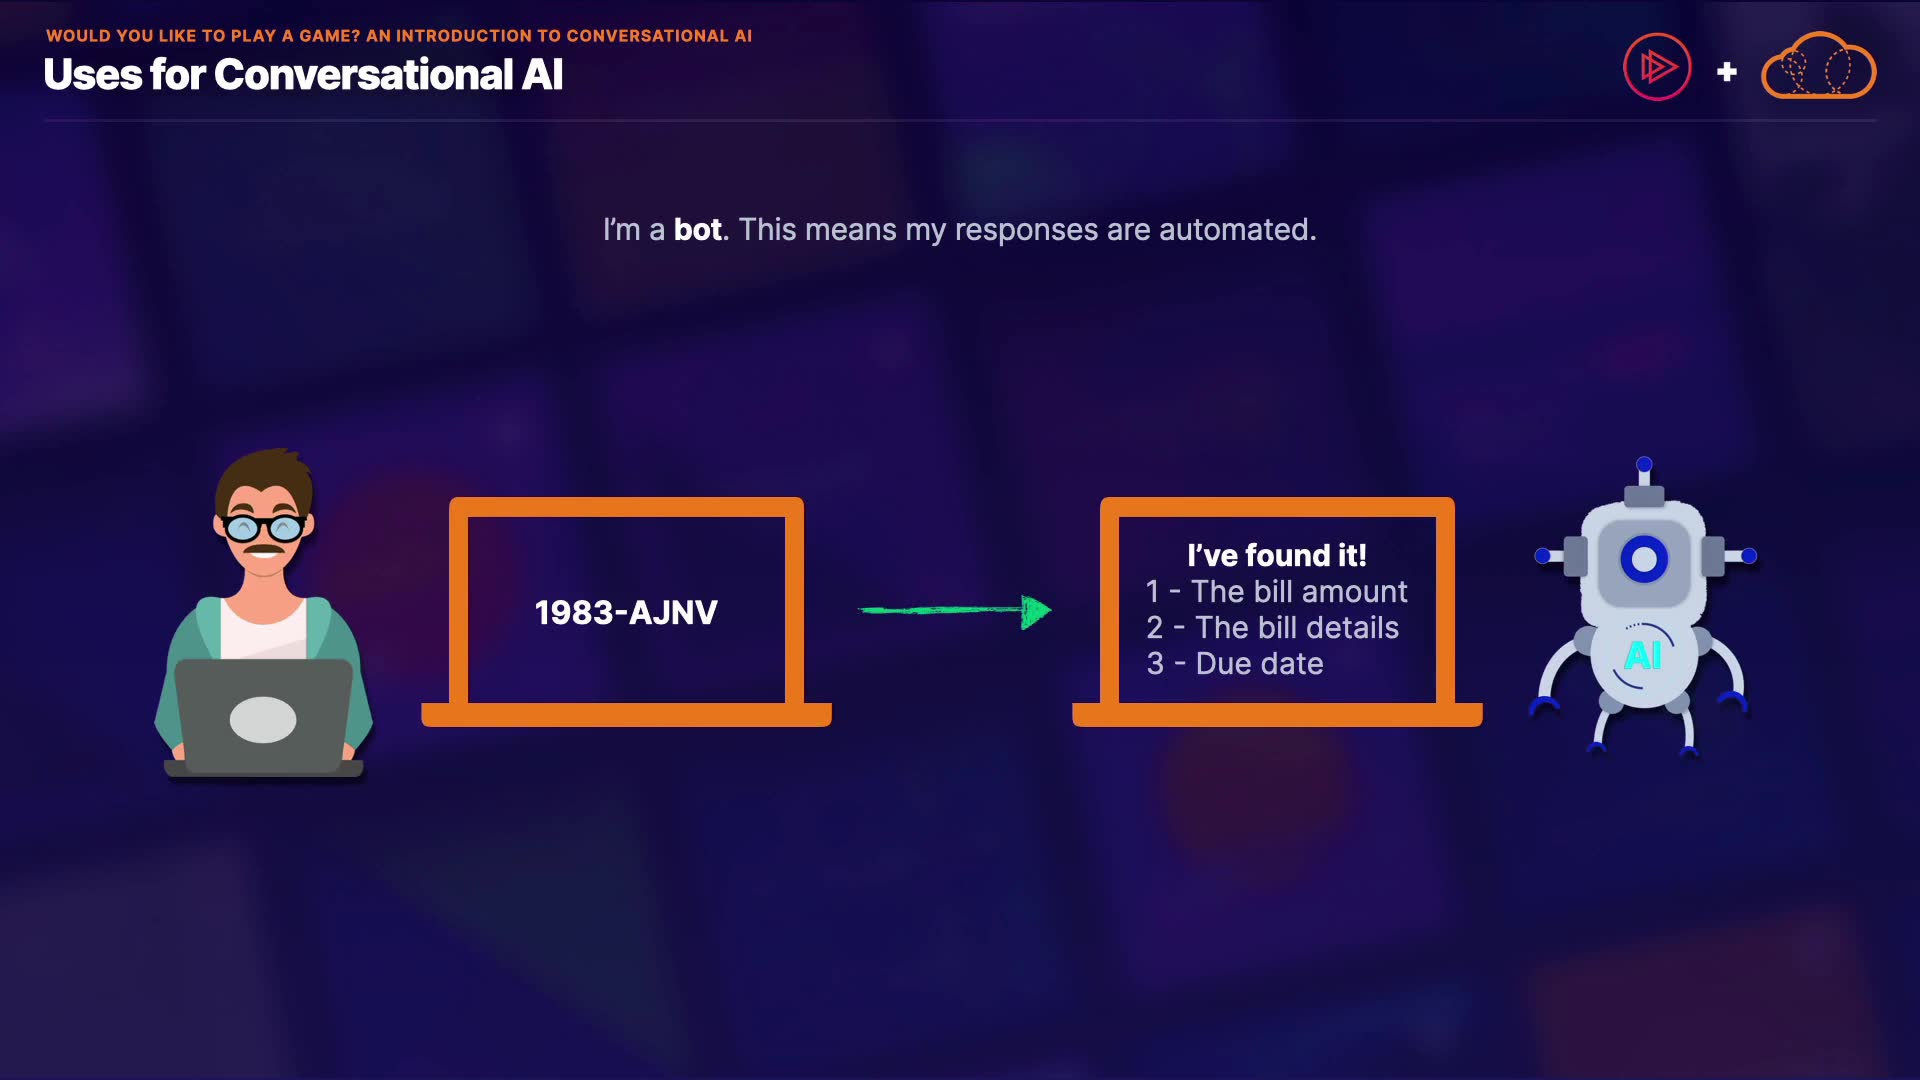 WOULD YOU LIKE TO PLAY A GAME? AN INTRODUCTION TO CONVERSATIONAL AI
Uses for Conversational AI
I’m a bot. This means my responses are automated.
1983-AJNV
I’ve found it!
1 - The bill amount
2 - The bill details
3 - Due date
AI